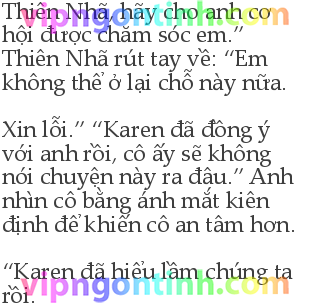 vipngontinh.com
Thiên Nhã, hãy cho anh cơ
hội được chăm sóc em.”
Thiên Nhã rút tay về: “Em
không thể ở lại chỗ này nữa.
Xin lỗi.” “Karen đã đồng ý
với anh rồi, cô ấy sẽ không
nói chuyện này ra đâu.” Anh
nhìn cô bằng ánh mắt kiên
định để khiến cô an tâm hơn.
“Karen đã hiểu lầm chúng ta
vipngontinh.com
rồi.